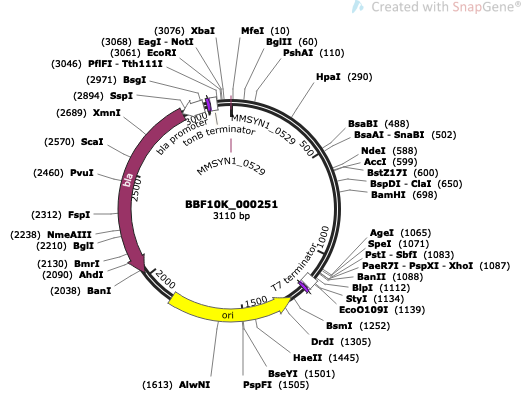 Created with SnapGene®
(3076) XbaI
(3068) EagI - NotI
(3061) EcoRI
(3046) PflFI - Tth111I
(2971) BsgI
(2894) SspI
(2689) XmnI
(2570) ScaI
(2460) PvuI
(2312) FspI
(2238) NmeAIII
(2210) BglI
(2130) BmrI
(2090) AhdI
(2038) BanI
(1613) AlwNI
MfeI (10)
BglII (60)
PshAI (110)
HpaI (290)
BsaBI (488)
BsaAI - SnaBI (502)
NdeI (588)
AccI (599)
BstZ17I (600)
BspDI - ClaI (650)
BamHI (698)
AgeI (1065)
SpeI (1071)
PstI - SbfI (1083)
PaeR7I - PspXI - XhoI (1087)
BanII (1088)
BlpI (1112)
StyI (1134)
EcoO109I (1139)
BsmI (1252)
DrdI (1305)
HaeII (1445)
BseYI (1501)
PspFI (1505)
MMSYN1_0529
MMSYN1_0529
bla promoter
tonB terminator
T7 terminator
bla
ori
500
1000
1500
2000
2500
3000
BBF10K_000251
3110 bp